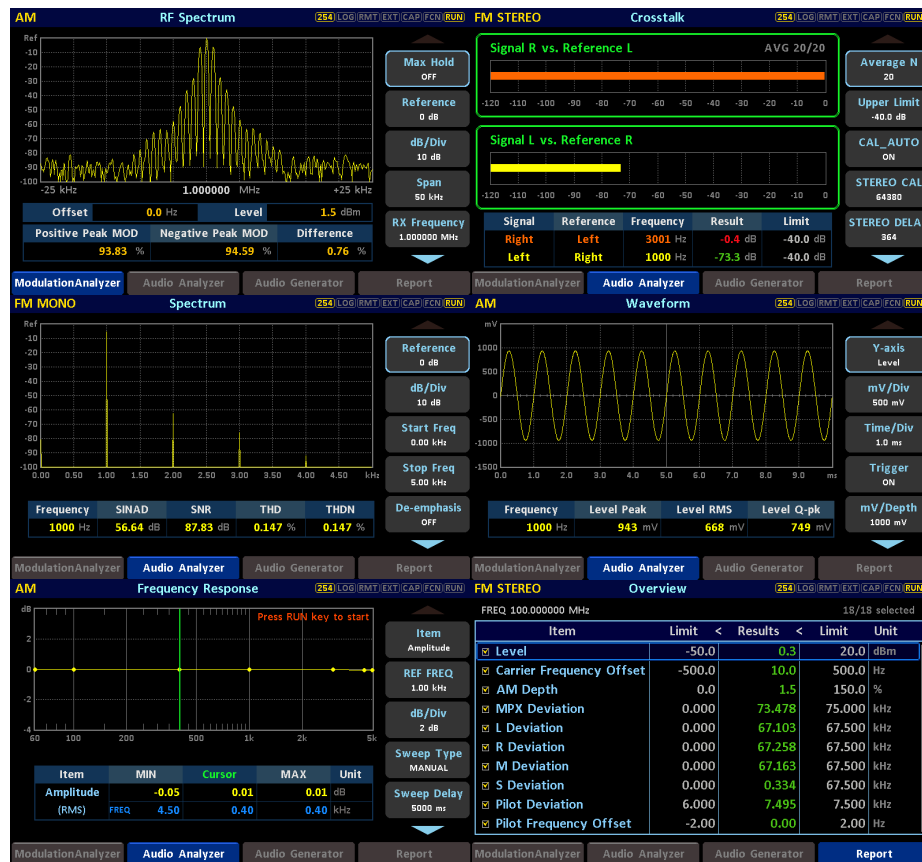 AM RF Spectrum 254 LOG RMT EXT CAP FCN RUN
Ref
-10
-20
-30
-40
-50
-60
-70
-80
-90
-100
-25 kHz 1.000000 MHz +25 kHz
Offset 0.0 Hz Level 1.5 dBm
Positive Peak MOD Negative Peak MOD Difference
93.83 % 94.59 % 0.76 %
Max Hold
OFF
Reference
0 dB
dB/Div
10 dB
Span
50 kHz
RX Frequency
1.000000 MHz
ModulationAnalyzer Audio Analyzer Audio Generator Report
FM STEREO Crosstalk 254 LOG RMT EXT CAP FCN RUN
Signal R vs. Reference L AVG 20/20
-120 -110 -100 -90 -80 -70 -60 -50 -40 -30 -20 -10 0
Signal L vs. Reference R
-120 -110 -100 -90 -80 -70 -60 -50 -40 -30 -20 -10 0
Signal Reference Frequency Result Limit
Right Left 3001 Hz -0.4 dB -40.0 dB
Left Right 1000 Hz -73.3 dB -40.0 dB
Average N
20
Upper Limit
-40.0 dB
CAL_AUTO
ON
STEREO CAL
64380
STEREO DELA
364
ModulationAnalyzer Audio Analyzer Audio Generator Report
FM MONO Spectrum 254 LOG RMT EXT CAP FCN RUN
Ref
-10
-20
-30
-40
-50
-60
-70
-80
-90
-100
0.00 0.50 1.00 1.50 2.00 2.50 3.00 3.50 4.00 4.50 kHz
Frequency SINAD SNR THD THDN
1000 Hz 56.64 dB 87.83 dB 0.147 % 0.147 %
Reference
0 dB
dB/Div
10 dB
Start Freq
0.00 kHz
Stop Freq
5.00 kHz
De-emphasis
OFF
ModulationAnalyzer Audio Analyzer Audio Generator Report
AM Waveform 254 LOG RMT EXT CAP FCN RUN
mV
1000
500
0
-500
-1000
-1500
0.0 1.0 2.0 3.0 4.0 5.0 6.0 7.0 8.0 9.0 ms
Frequency Level Peak Level RMS Level Q-pk
1000 Hz 943 mV 668 mV 749 mV
Y-axis
Level
mV/Div
500 mV
Time/Div
1.0 ms
Trigger
ON
mV/Depth
1000 mV
ModulationAnalyzer Audio Analyzer Audio Generator Report
AM Frequency Response 254 LOG RMT EXT CAP FCN RUN
dB
Press RUN key to start
2
0
-2
-4
60 100 200 500 1k 2k 5k
Item MIN Cursor MAX Unit
Amplitude -0.05 0.01 0.01 dB
(RMS) FREQ 4.50 0.40 0.40 kHz
Item
Amplitude
REF FREQ
1.00 kHz
dB/Div
2 dB
Sweep Type
MANUAL
Sweep Delay
5000 ms
ModulationAnalyzer Audio Analyzer Audio Generator Report
FM STEREO Overview 254 LOG RMT EXT CAP FCN RUN
FREQ 100.000000 MHz 18/18 selected
Item Limit < Results < Limit Unit
Level -50.0 0.3 20.0 dBm
Carrier Frequency Offset -500.0 10.0 500.0 Hz
AM Depth 0.0 1.5 150.0 %
MPX Deviation 0.000 73.478 75.000 kHz
L Deviation 0.000 67.103 67.500 kHz
R Deviation 0.000 67.258 67.500 kHz
M Deviation 0.000 67.163 67.500 kHz
S Deviation 0.000 0.334 67.500 kHz
Pilot Deviation 6.000 7.495 7.500 kHz
Pilot Frequency Offset -2.00 0.00 2.00 Hz
ModulationAnalyzer Audio Analyzer Audio Generator Report